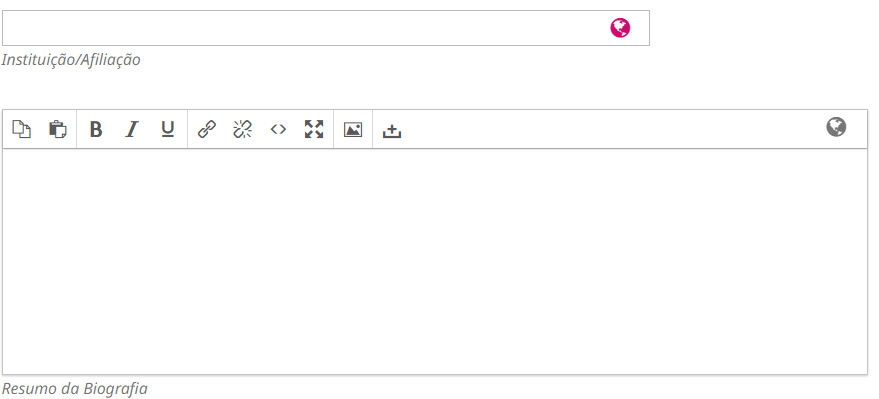 Instituição/Afiliação
B I U
Resumo da Biografia